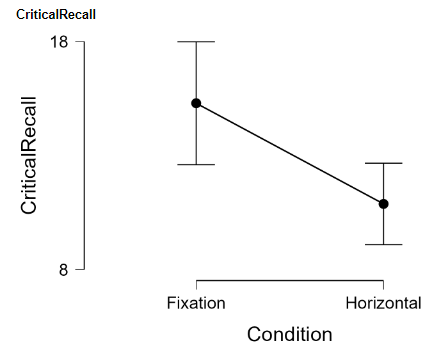 CriticalRecall
18
CriticalRecall
8
Fixation Horizontal
Condition